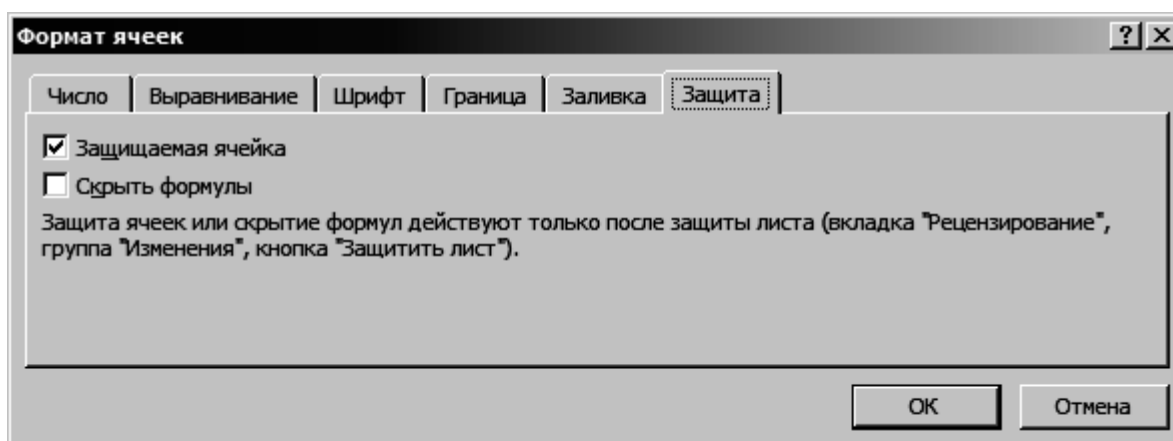 Формат ячеек
Число Выравнивание Шрифт Граница Заливка Защита
Защищаемая ячейка
Скрыть формулы
Защита ячеек или скрытие формул действуют только после защиты листа (вкладка "Рецензирование",
группа "Изменения", кнопка "Защитить лист").
ОК Отмена